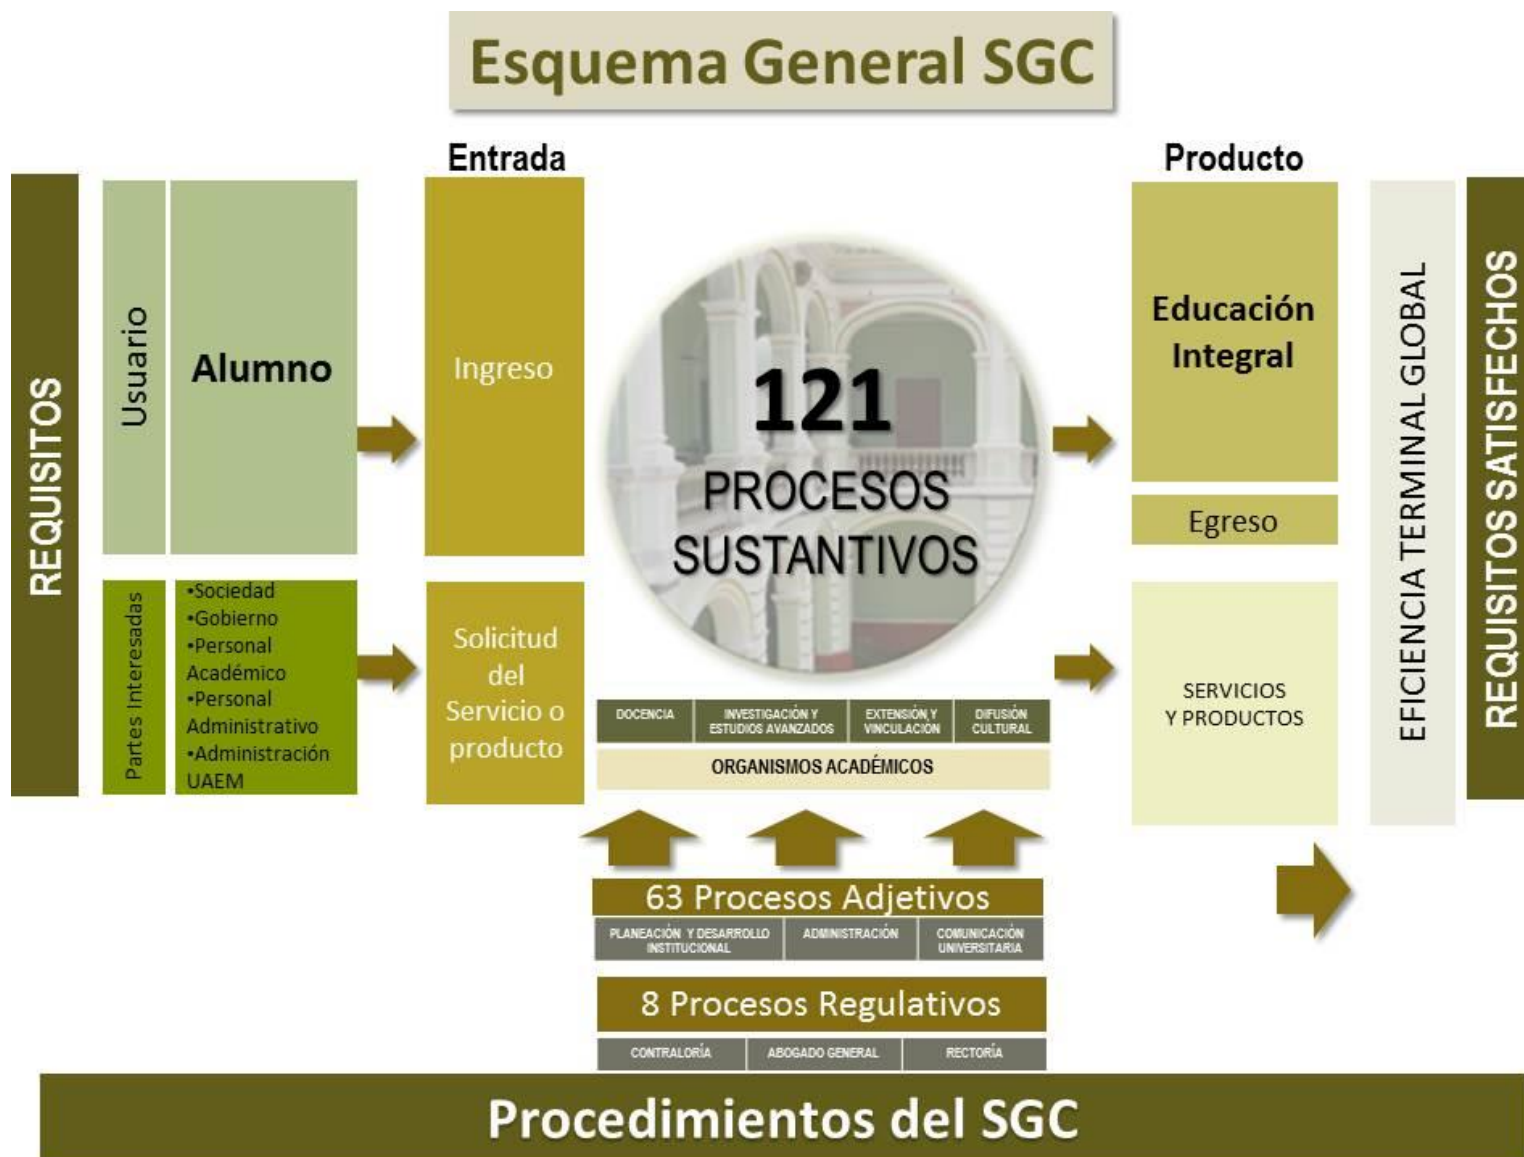 Esquema General SGC
Entrada
Producto
REQUISITOS
Usuario
Alumno
Ingreso
121
PROCESOS
SUSTANTIVOS
Educación
Integral
Egreso
EFICIENCIA TERMINAL GLOBAL
REQUISITOS SATISFECHOS
Partes Interesadas
•Sociedad
•Gobierno
•Personal
Académico
•Personal
Administrativo
•Administración
UAEM
Solicitud
del
Servicio o
producto
SERVICIOS
Y PRODUCTOS
DOCENCIA
INVESTIGACIÓN Y
ESTUDIOS AVANZADOS
EXTENSIÓN Y
VINCULACIÓN
DIFUSIÓN
CULTURAL
ORGANISMOS ACADÉMICOS
63 Procesos Adjetivos
PLANEACIÓN Y DESARROLLO
INSTITUCIONAL
ADMINISTRACIÓN
COMUNICACIÓN
UNIVERSITARIA
8 Procesos Regulativos
CONTRALORÍA
ABOGADO GENERAL
RECTORÍA
Procedimientos del SGC